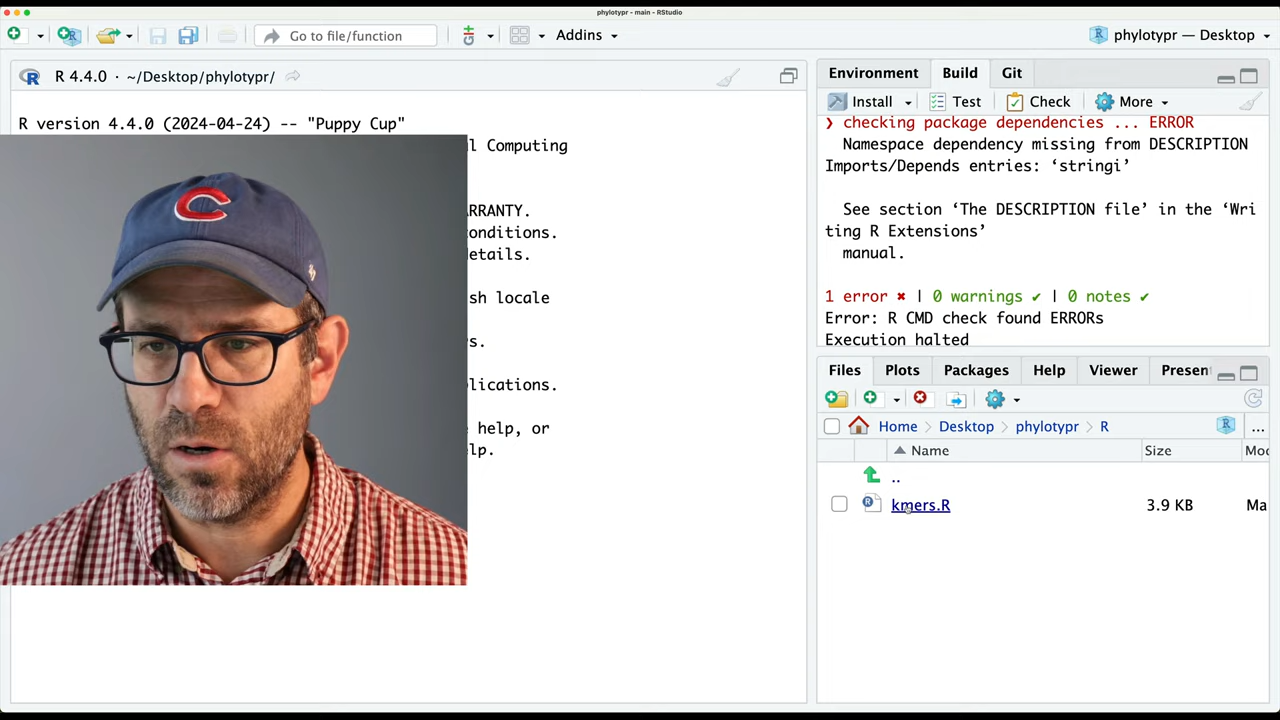 phylotypr - main - RStudio
Go to file/function
Addins
phylotypr — Desktop
R 4.4.0 · ~/Desktop/phylotypr/
R version 4.4.0 (2024-04-24) -- "Puppy Cup"
l Computing
RRANTY.
onditions.
etails.
sh locale
s.
lications.
help, or
lp.
C
Environment
Build
Git
Install
Test
Check
More
❯ checking package dependencies ... ERROR
Namespace dependency missing from DESCRIPTION
Imports/Depends entries: ‘stringi’
See section ‘The DESCRIPTION file’ in the ‘Wri
ting R Extensions’
manual.
1 error ✖ | 0 warnings ✔ | 0 notes ✔
Error: R CMD check found ERRORs
Execution halted
Files
Plots
Packages
Help
Viewer
Presen
Home
Desktop
phylotypr
R
...
Name
Size
Mo
..
kmers.R
3.9 KB
Ma